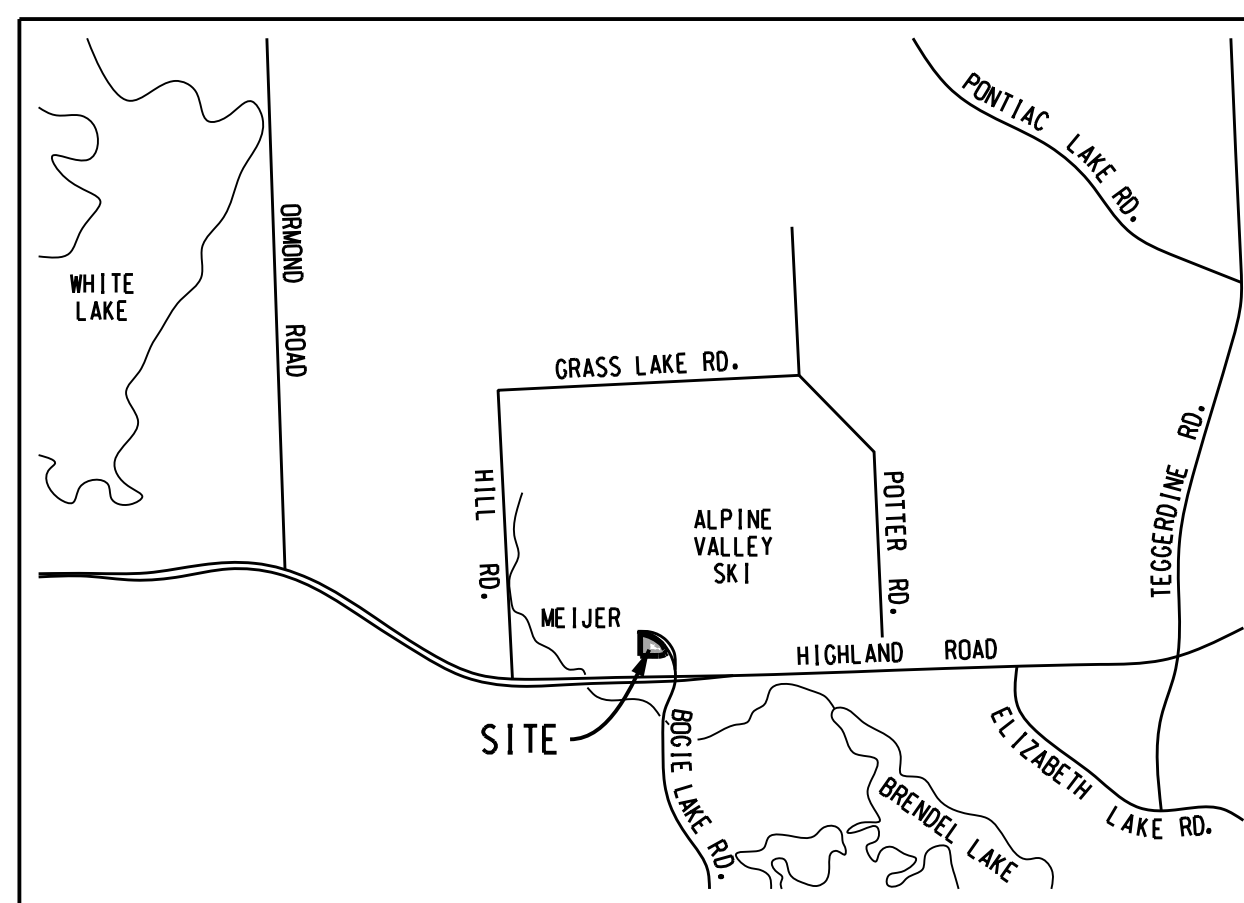 PONTIAC LAKE RD.
ORMOND ROAD
WHITE
LAKE
GRASS LAKE RD.
TEGGERDINE RD.
HILL RD.
POTTER RD.
ALPINE
VALLEY
SKI
MEIJER
HIGHLAND ROAD
SITE
BOGIE LAKE RD.
ELIZABETH LAKE RD.
BRENDEL LAKE